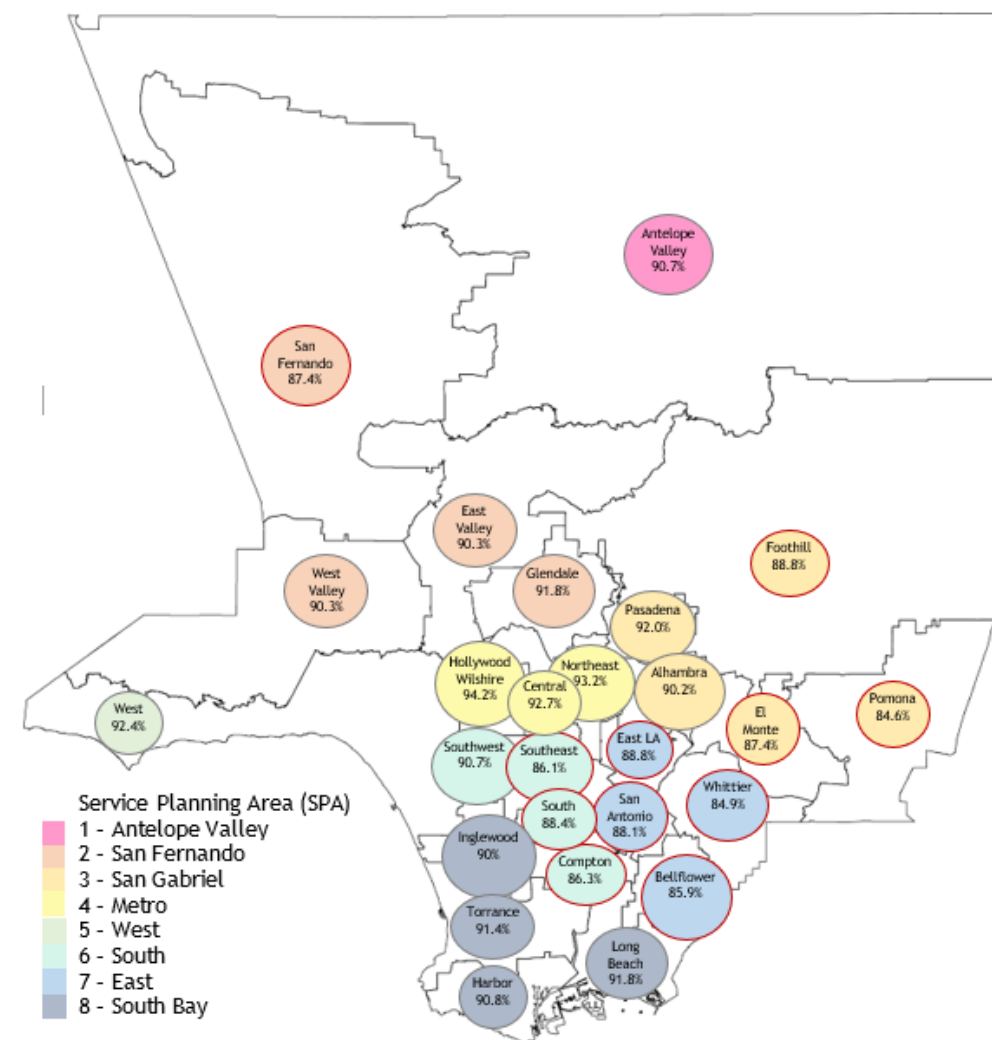 Antelope
Valley
90.7%
San
Fernando
87.4%
East
Valley
90.3%
Foothill
88.8%
West
Valley
90.3%
Glendale
91.8%
Pasadena
92.0%
Hollywood
Wilshire
94.2%
Northeast
93.2%
Central
92.7%
Alhambra
90.2%
West
92.4%
El
Monte
87.4%
Pomona
84.6%
Southwest
90.7%
Southeast
86.1%
East LA
88.8%
Whittier
84.9%
South
88.4%
San
Antonio
88.1%
Inglewood
90%
Compton
86.3%
Bellflower
85.9%
Torrance
91.4%
Long
Beach
91.8%
Harbor
90.8%
Service Planning Area (SPA)
1 - Antelope Valley
2 - San Fernando
3 - San Gabriel
4 - Metro
5 - West
6 - South
7 - East
8 - South Bay